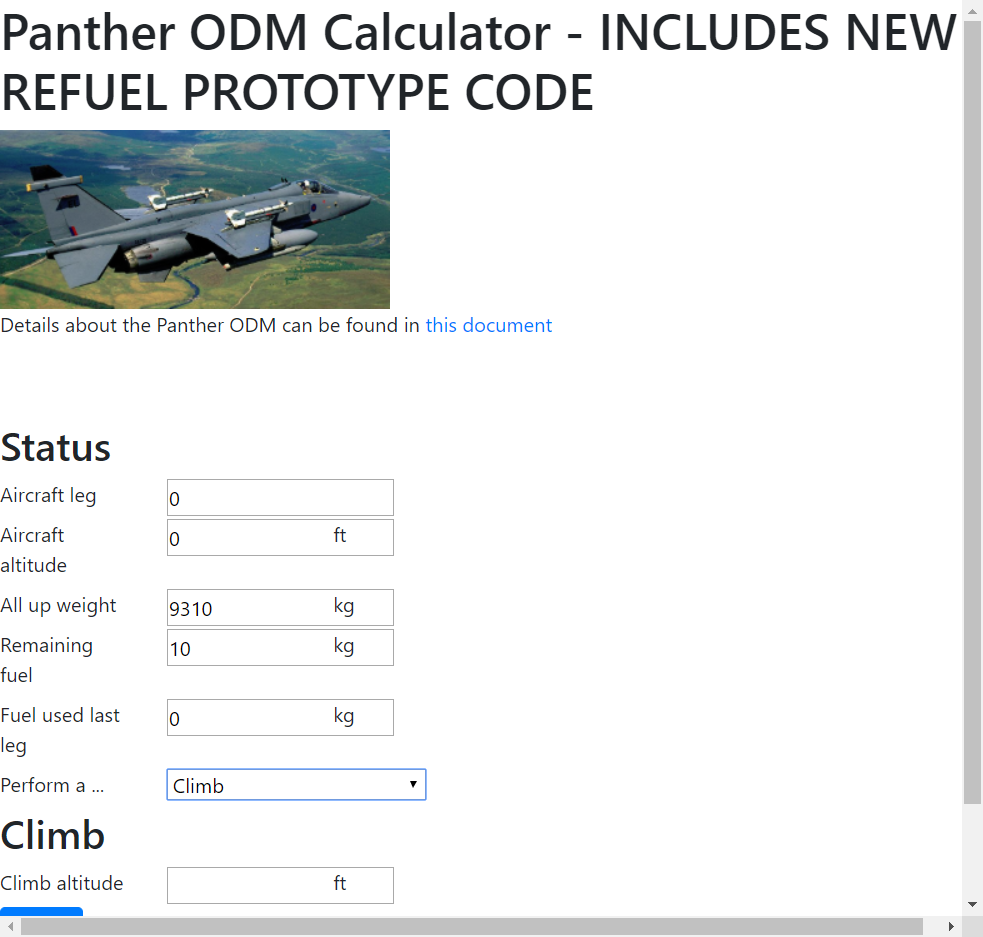 Panther ODM Calculator - INCLUDES NEW
REFUEL PROTOTYPE CODE
Details about the Panther ODM can be found in this document
Status
Aircraft leg 0
Aircraft altitude 0 ft
All up weight 9310 kg
Remaining fuel 10 kg
Fuel used last leg 0 kg
Perform a ... Climb
Climb
Climb altitude ft